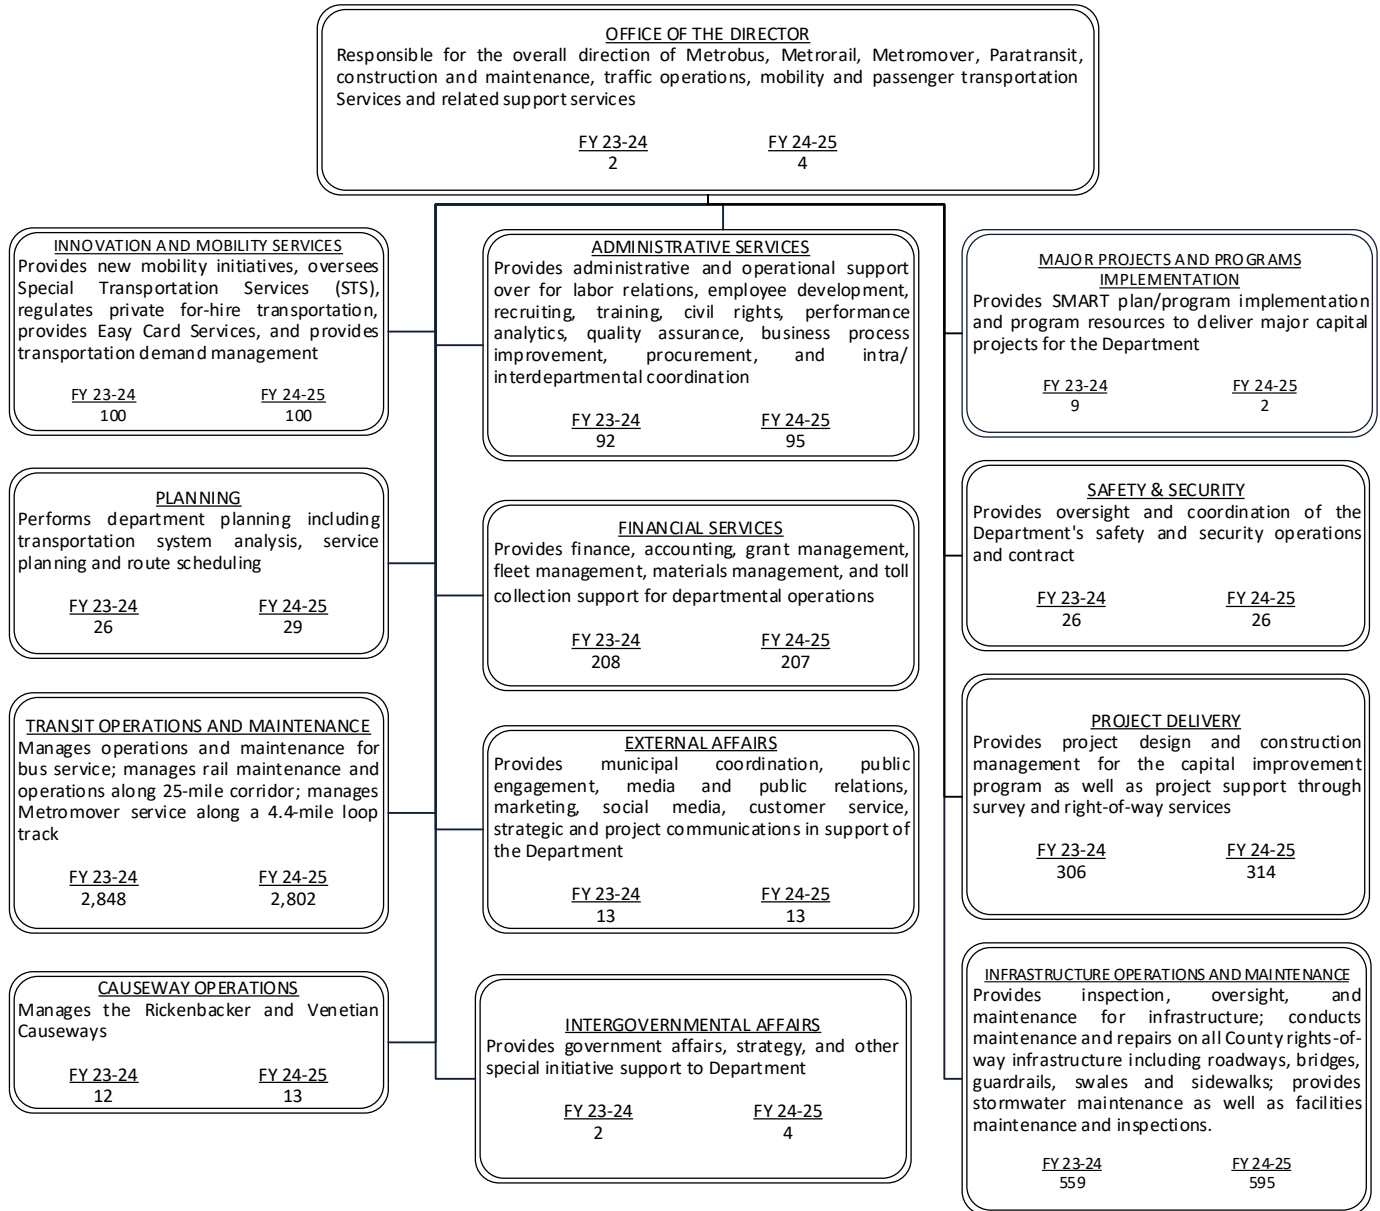 OFFICE OF THE DIRECTOR
Responsible for the overall direction of Metrobus, Metrorail, Metromover, Paratransit,
construction and maintenance, traffic operations, mobility and passenger transportation
Services and related support services
FY 23-24 FY 24-25
2 4
INNOVATION AND MOBILITY SERVICES
Provides new mobility initiatives, oversees
Special Transportation Services (STS),
regulates private for-hire transportation,
provides Easy Card Services, and provides
transportation demand management
FY 23-24 FY 24-25
100 100
PLANNING
Performs department planning including
transportation system analysis, service
planning and route scheduling
FY 23-24 FY 24-25
26 29
TRANSIT OPERATIONS AND MAINTENANCE
Manages operations and maintenance for
bus service; manages rail maintenance and
operations along 25-mile corridor; manages
Metromover service along a 4.4-mile loop
track
FY 23-24 FY 24-25
2,848 2,802
CAUSEWAY OPERATIONS
Manages the Rickenbacker and Venetian
Causeways
FY 23-24 FY 24-25
12 13
ADMINISTRATIVE SERVICES
Provides administrative and operational support
over for labor relations, employee development,
recruiting, training, civil rights, performance
analytics, quality assurance, business process
improvement, procurement, and intra/
interdepartmental coordination
FY 23-24 FY 24-25
92 95
FINANCIAL SERVICES
Provides finance, accounting, grant management,
fleet management, materials management, and toll
collection support for departmental operations
FY 23-24 FY 24-25
208 207
EXTERNAL AFFAIRS
Provides municipal coordination, public
engagement, media and public relations,
marketing, social media, customer service,
strategic and project communications in support of
the Department
FY 23-24 FY 24-25
13 13
INTERGOVERNMENTAL AFFAIRS
Provides government affairs, strategy, and other
special initiative support to Department
FY 23-24 FY 24-25
2 4
MAJOR PROJECTS AND PROGRAMS
IMPLEMENTATION
Provides SMART plan/program implementation
and program resources to deliver major capital
projects for the Department
FY 23-24 FY 24-25
9 2
SAFETY & SECURITY
Provides oversight and coordination of the
Department's safety and security operations
and contract
FY 23-24 FY 24-25
26 26
PROJECT DELIVERY
Provides project design and construction
management for the capital improvement
program as well as project support through
survey and right-of-way services
FY 23-24 FY 24-25
306 314
INFRASTRUCTURE OPERATIONS AND MAINTENANCE
Provides inspection, oversight, and
maintenance for infrastructure; conducts
maintenance and repairs on all County rights-of-
way infrastructure including roadways, bridges,
guardrails, swales and sidewalks; provides
stormwater maintenance as well as facilities
maintenance and inspections.
FY 23-24 FY 24-25
559 595